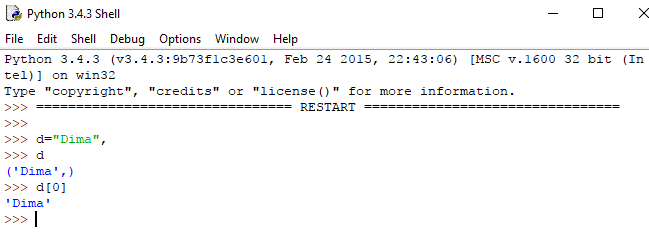 Python 3.4.3 Shell
File Edit Shell Debug Options Window Help
Python 3.4.3 (v3.4.3:9b73f1c3e601, Feb 24 2015, 22:43:06) [MSC v.1600 32 bit (In
tel)] on win32
Type "copyright", "credits" or "license()" for more information.
>>> ================================ RESTART ================================
>>>
>>> d="Dima",
>>> d
('Dima',)
>>> d[0]
'Dima'
>>>